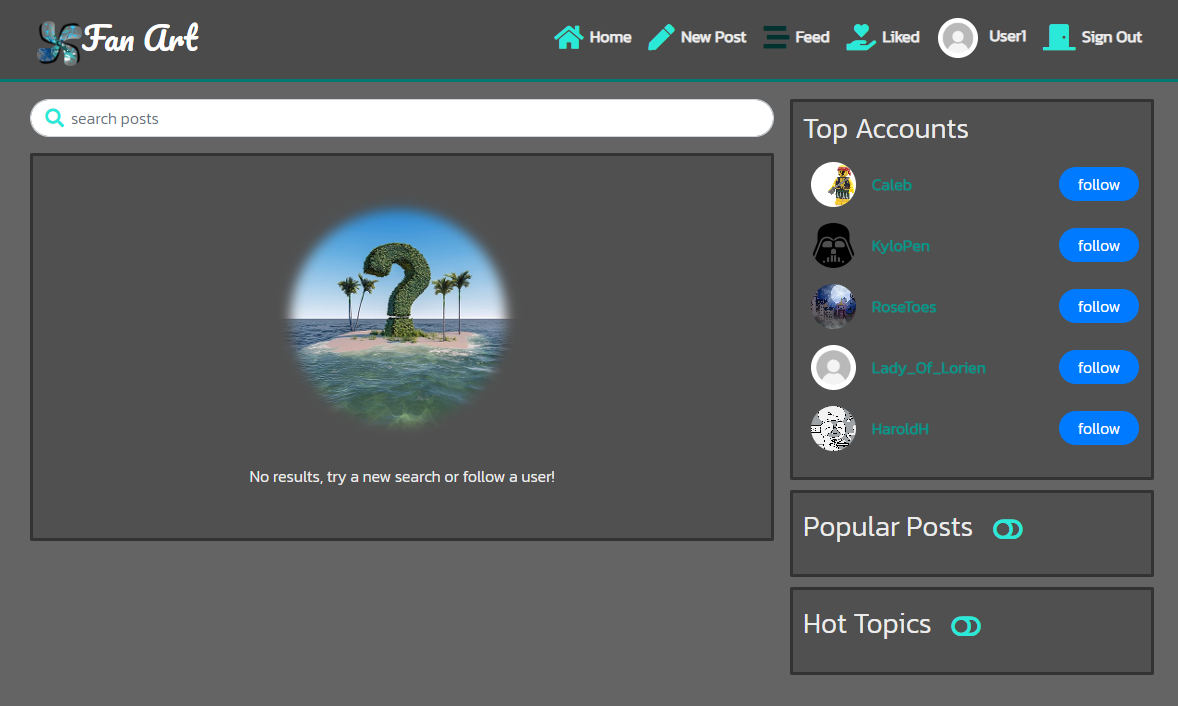 Fan Art
Home
New Post
Feed
Liked
User1
Sign Out
search posts
No results, try a new search or follow a user!
Top Accounts
Caleb
follow
KyloPen
follow
RoseToes
follow
Lady_Of_Lorien
follow
HaroldH
follow
Popular Posts
Hot Topics